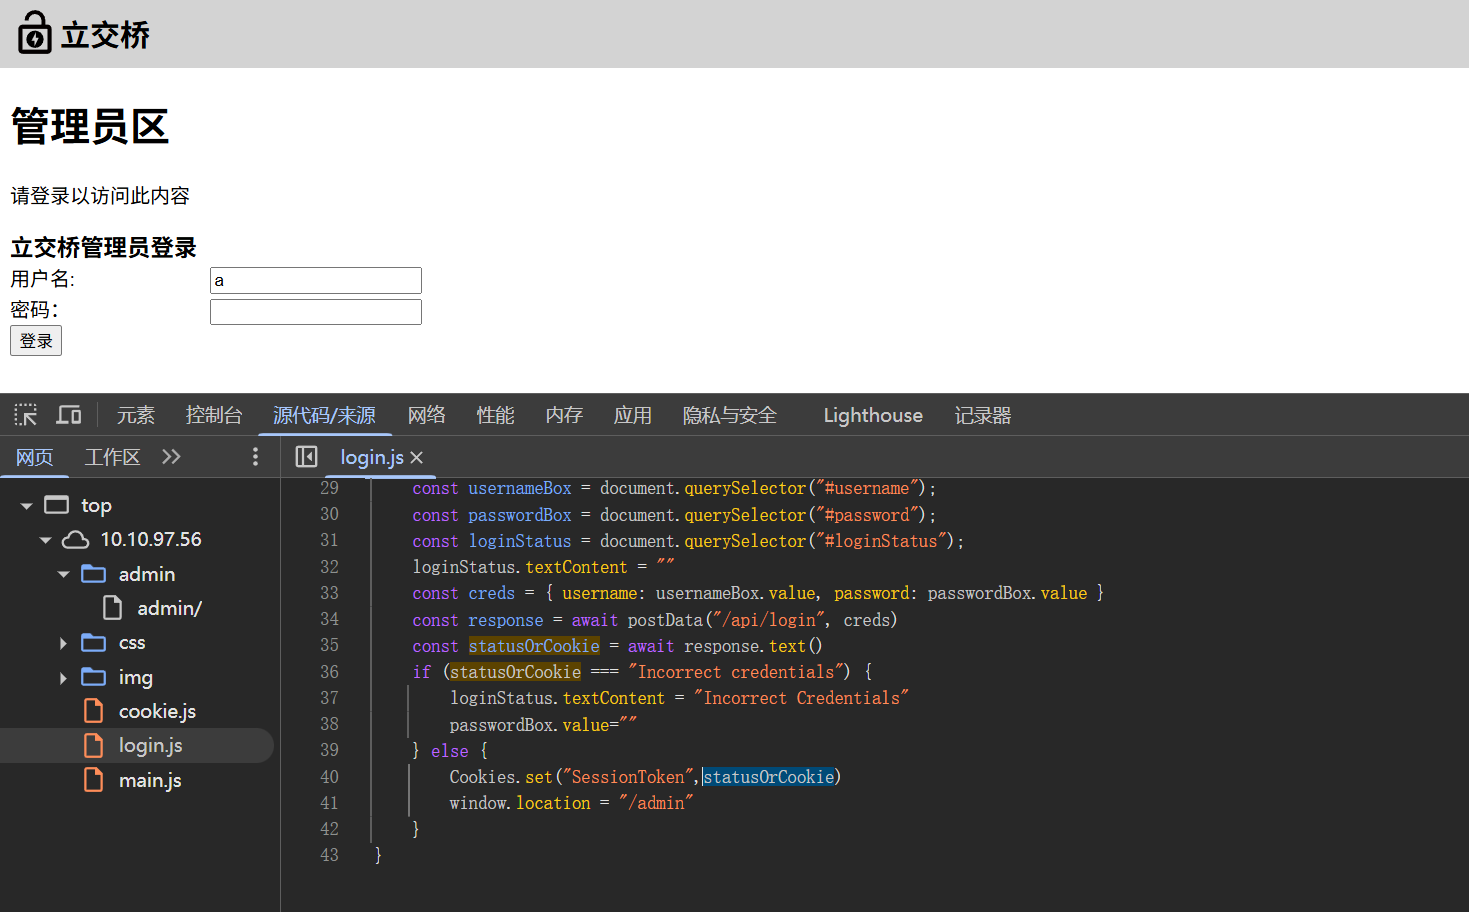 立交桥
管理员区
请登录以访问此内容
立交桥管理员登录
用户名: a
密码：
登录
元素 控制台 源代码/来源 网络 性能 内存 应用 隐私与安全 Lighthouse 记录器
网页 工作区 login.js
top
10.10.97.56
admin
admin/
css
img
cookie.js
login.js
main.js
29 const usernameBox = document.querySelector("#username");
30 const passwordBox = document.querySelector("#password");
31 const loginStatus = document.querySelector("#loginStatus");
32 loginStatus.textContent = ""
33 const creds = { username: usernameBox.value, password: passwordBox.value }
34 const response = await postData("/api/login", creds)
35 const statusOrCookie = await response.text()
36 if (statusOrCookie === "Incorrect credentials") {
37 loginStatus.textContent = "Incorrect Credentials"
38 passwordBox.value=""
39 } else {
40 Cookies.set("SessionToken",statusOrCookie)
41 window.location = "/admin"
42 }
43 }